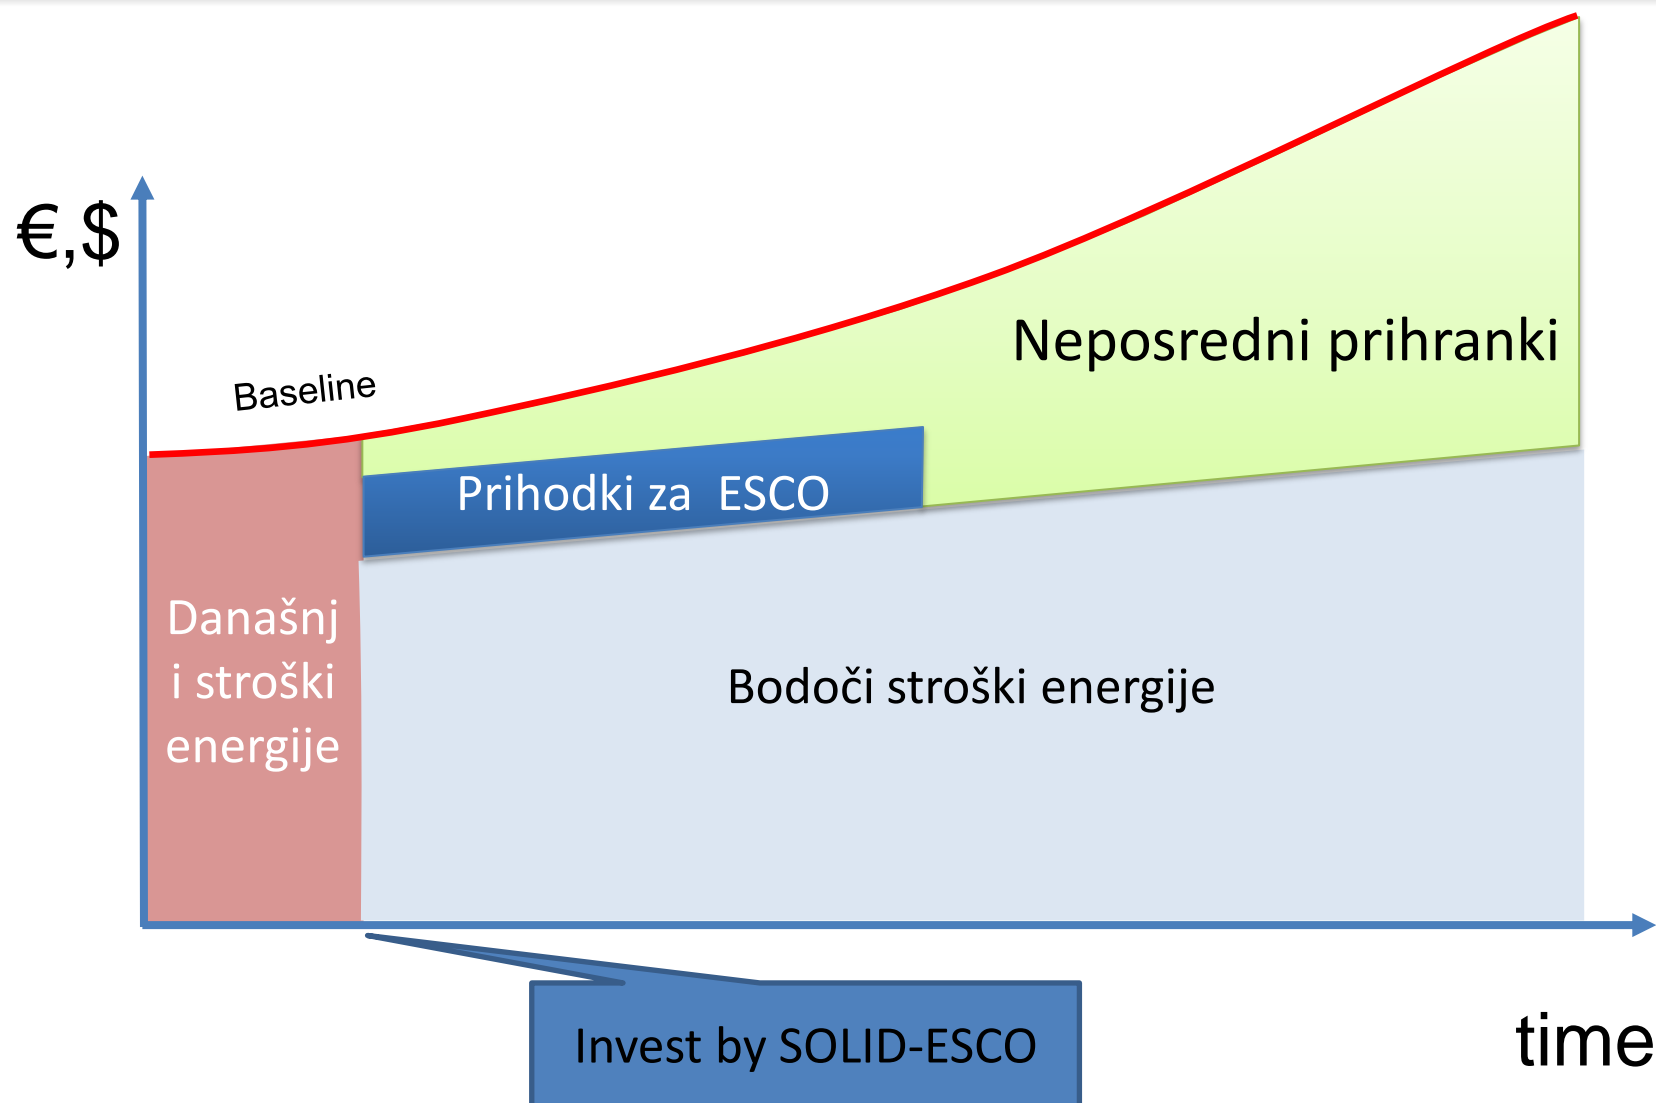 €,$
Baseline
Neposredni prihranki
Prihodki za  ESCO
Današnj
i stroški
energije
Bodoči stroški energije
Invest by SOLID-ESCO
time